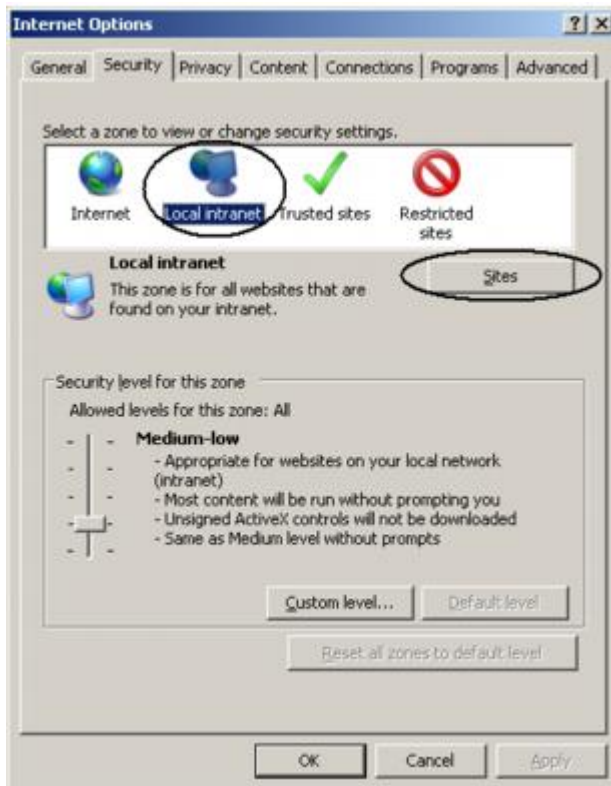 Internet Options
General Security Privacy Content Connections Programs Advanced
Select a zone to view or change security settings.
Internet Local intranet Trusted sites Restricted sites
Local intranet
Sites
This zone is for all websites that are
found on your intranet.
Security level for this zone
Allowed levels for this zone: All
Medium-low
- Appropriate for websites on your local network
(intranet)
- Most content will be run without prompting you
- Unsigned ActiveX controls will not be downloaded
- Same as Medium level without prompts
Custom level... Default level
Reset all zones to default level
OK Cancel Apply